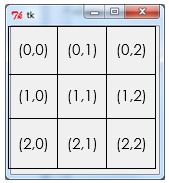 tk
(0,0) (0,1) (0,2)
(1,0) (1,1) (1,2)
(2,0) (2,1) (2,2)